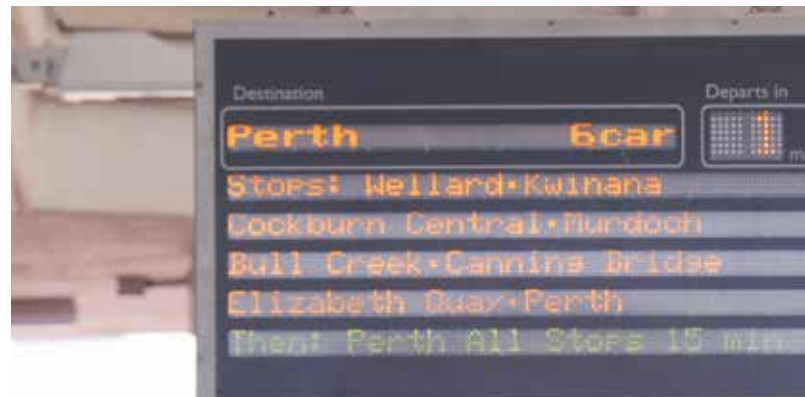 Destination
Departs in
Perth 6car
1
m
Stops: Wellard•Kwinana
Cockburn Central•Murdoch
Bull Creek•Canning Bridge
Elizabeth Quay•Perth
Then: Perth All Stops 15 min